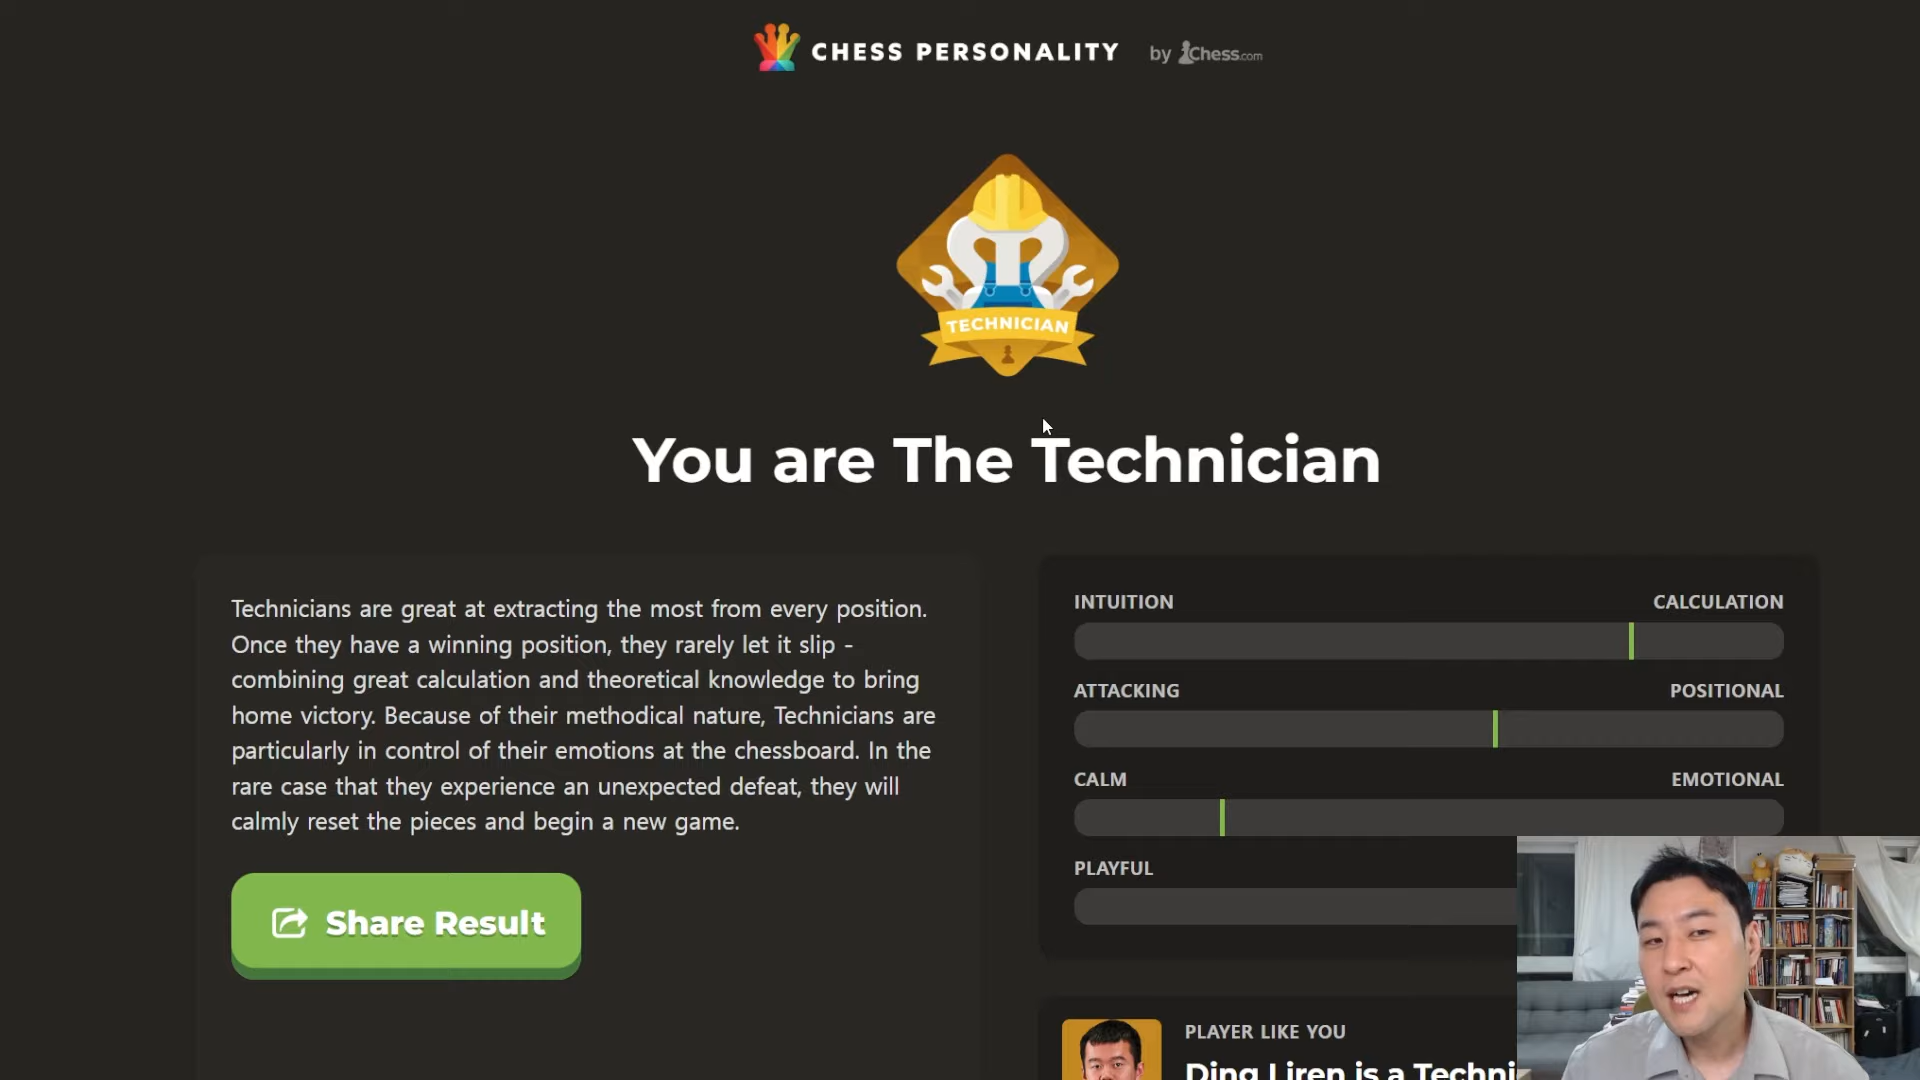 CHESS PERSONALITY by Chess.com
TECHNICIAN
You are The Technician
Technicians are great at extracting the most from every position.
Once they have a winning position, they rarely let it slip -
combining great calculation and theoretical knowledge to bring
home victory. Because of their methodical nature, Technicians are
particularly in control of their emotions at the chessboard. In the
rare case that they experience an unexpected defeat, they will
calmly reset the pieces and begin a new game.
Share Result
INTUITION CALCULATION
ATTACKING POSITIONAL
CALM EMOTIONAL
PLAYFUL
PLAYER LIKE YOU
Ding Liren is a Techni